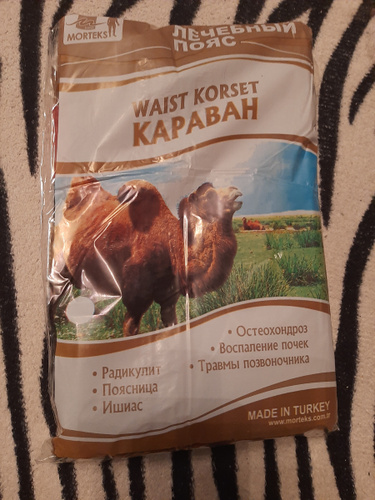 MORTEKS
ЛЕЧЕБНЫЙ
ПОЯС
WAIST KORSET
КАРАВАН
• Остеохондроз
• Воспаление почек
• Травмы позвоночника
• Радикулит
• Поясница
• Ишиас
MADE IN TURKEY
www.morteks.com.tr